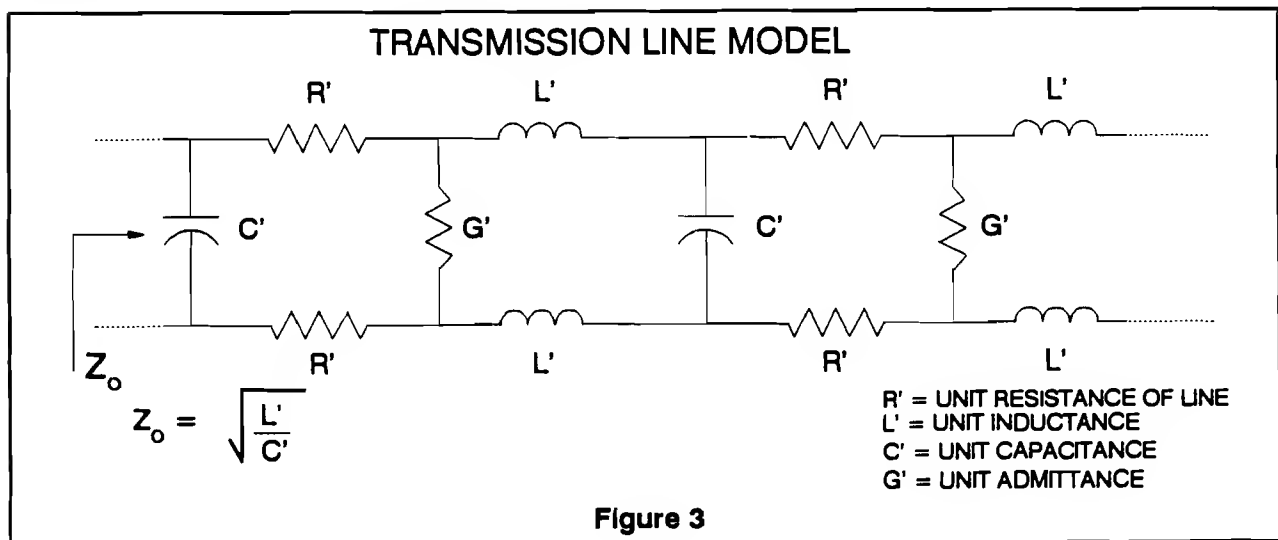 TRANSMISSION LINE MODEL
R' L' R' L'
C' G' C' G'
R' L' R' L'
Zo
Zo = √L'/C'
R' = UNIT RESISTANCE OF LINE
L' = UNIT INDUCTANCE
C' = UNIT CAPACITANCE
G' = UNIT ADMITTANCE
Figure 3